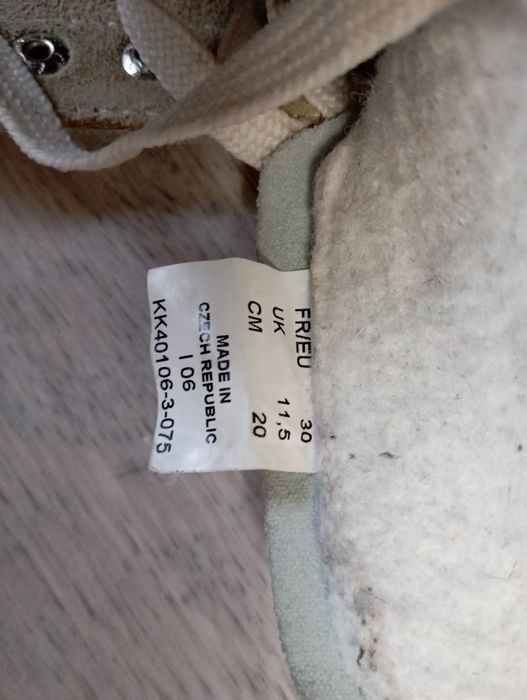 FR/EU 30
UK 11,5
CM 20
MADE IN
CZECH REPUBLIC
I 06
KK40106-3-075